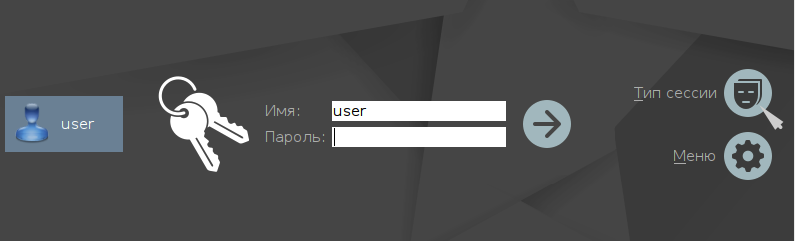 user
Имя:
user
Пароль:
Тип сессии
Меню